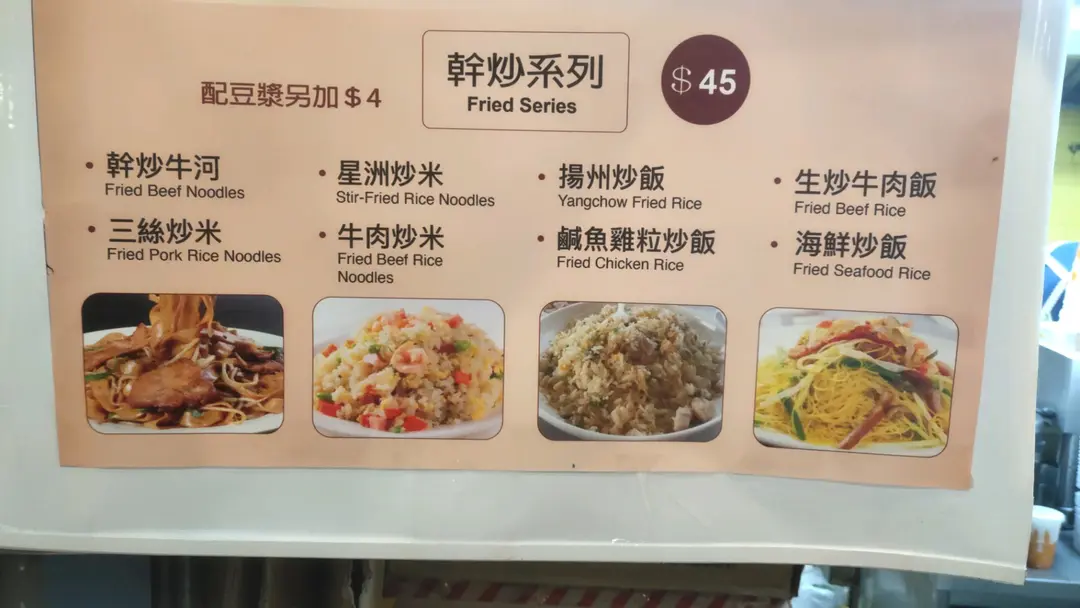 幹炒系列
Fried Series
$ 45
配豆漿另加 $ 4
• 幹炒牛河
Fried Beef Noodles
• 星洲炒米
Stir-Fried Rice Noodles
• 揚州炒飯
Yangchow Fried Rice
• 生炒牛肉飯
Fried Beef Rice
• 三絲炒米
Fried Pork Rice Noodles
• 牛肉炒米
Fried Beef Rice
Noodles
• 鹹魚雞粒炒飯
Fried Chicken Rice
• 海鮮炒飯
Fried Seafood Rice